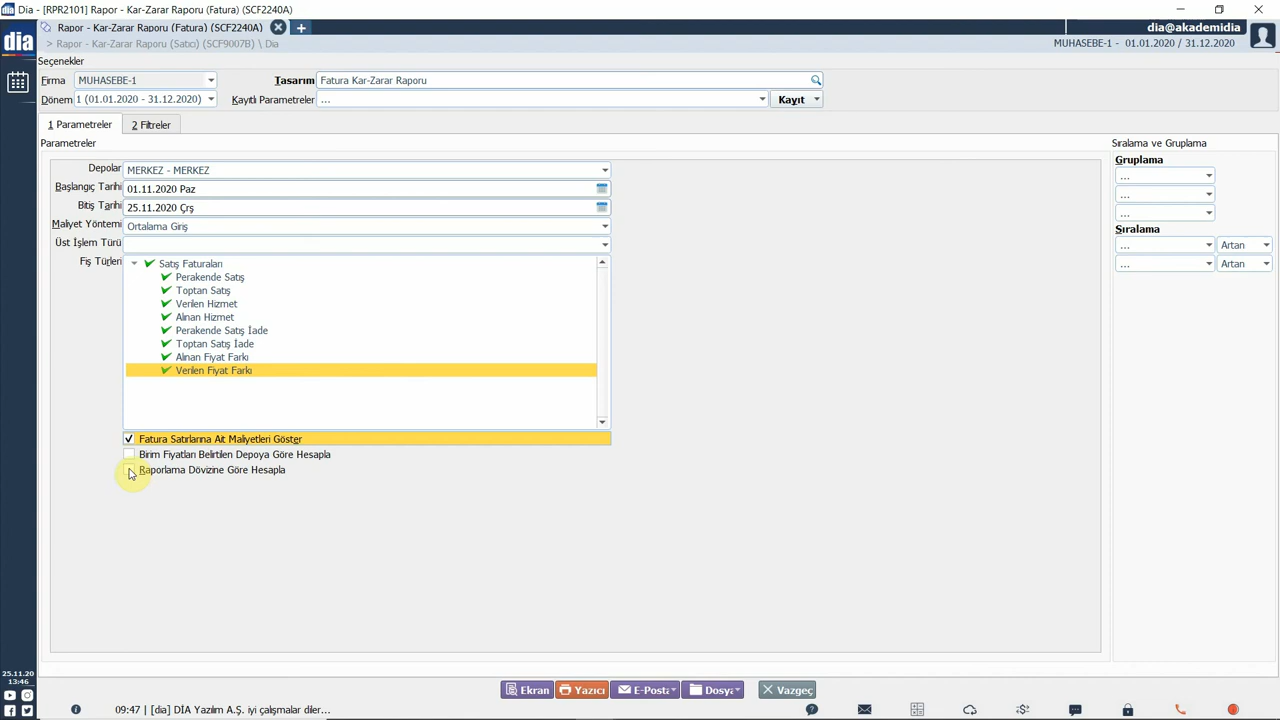 Dia - [RPR2101] Rapor - Kar-Zarar Raporu (Fatura) (SCF2240A)
Rapor - Kar-Zarar Raporu (Fatura) (SCF2240A)
dia@akademidia
dia
> Rapor - Kar-Zarar Raporu (Satıcı) (SCF9007B) \ Dia
MUHASEBE-1 - 01.01.2020 / 31.12.2020
Seçenekler
Firma MUHASEBE-1 Tasarım Fatura Kar-Zarar Raporu
Dönem 1 (01.01.2020 - 31.12.2020) Kayıtlı Parametreler ... Kayıt
1 Parametreler 2 Filtreler
Parametreler Sıralama ve Gruplama
Depolar MERKEZ - MERKEZ
Gruplama
...
...
...
Sıralama
... Artan
... Artan
Başlangıç Tarihi 01.11.2020 Paz
Bitiş Tarihi 25.11.2020 Çrş
Maliyet Yöntemi Ortalama Giriş
Üst İşlem Türü
Fiş Türleri Satış Faturaları
Perakende Satış
Toptan Satış
Verilen Hizmet
Alınan Hizmet
Perakende Satış İade
Toptan Satış İade
Alınan Fiyat Farkı
Verilen Fiyat Farkı
Fatura Satırlarına Ait Maliyetleri Göster
Birim Fiyatları Belirtilen Depoya Göre Hesapla
Raporlama Dövizine Göre Hesapla
25.11.20
13:46
Ekran Yazıcı E-Posta Dosya Vazgeç
09:47 | [dia] DİA Yazılım A.Ş. iyi çalışmalar diler...